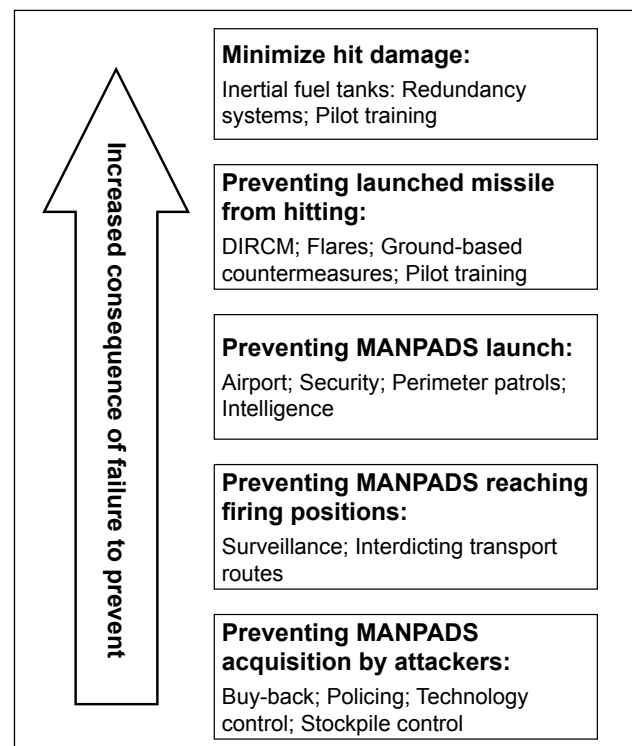 Increased consequence of failure to prevent
Minimize hit damage:
Inertial fuel tanks: Redundancy
systems; Pilot training
Preventing launched missile
from hitting:
DIRCM; Flares; Ground-based
countermeasures; Pilot training
Preventing MANPADS launch:
Airport; Security; Perimeter patrols;
Intelligence
Preventing MANPADS reaching
firing positions:
Surveillance; Interdicting transport
routes
Preventing MANPADS
acquisition by attackers:
Buy-back; Policing; Technology
control; Stockpile control